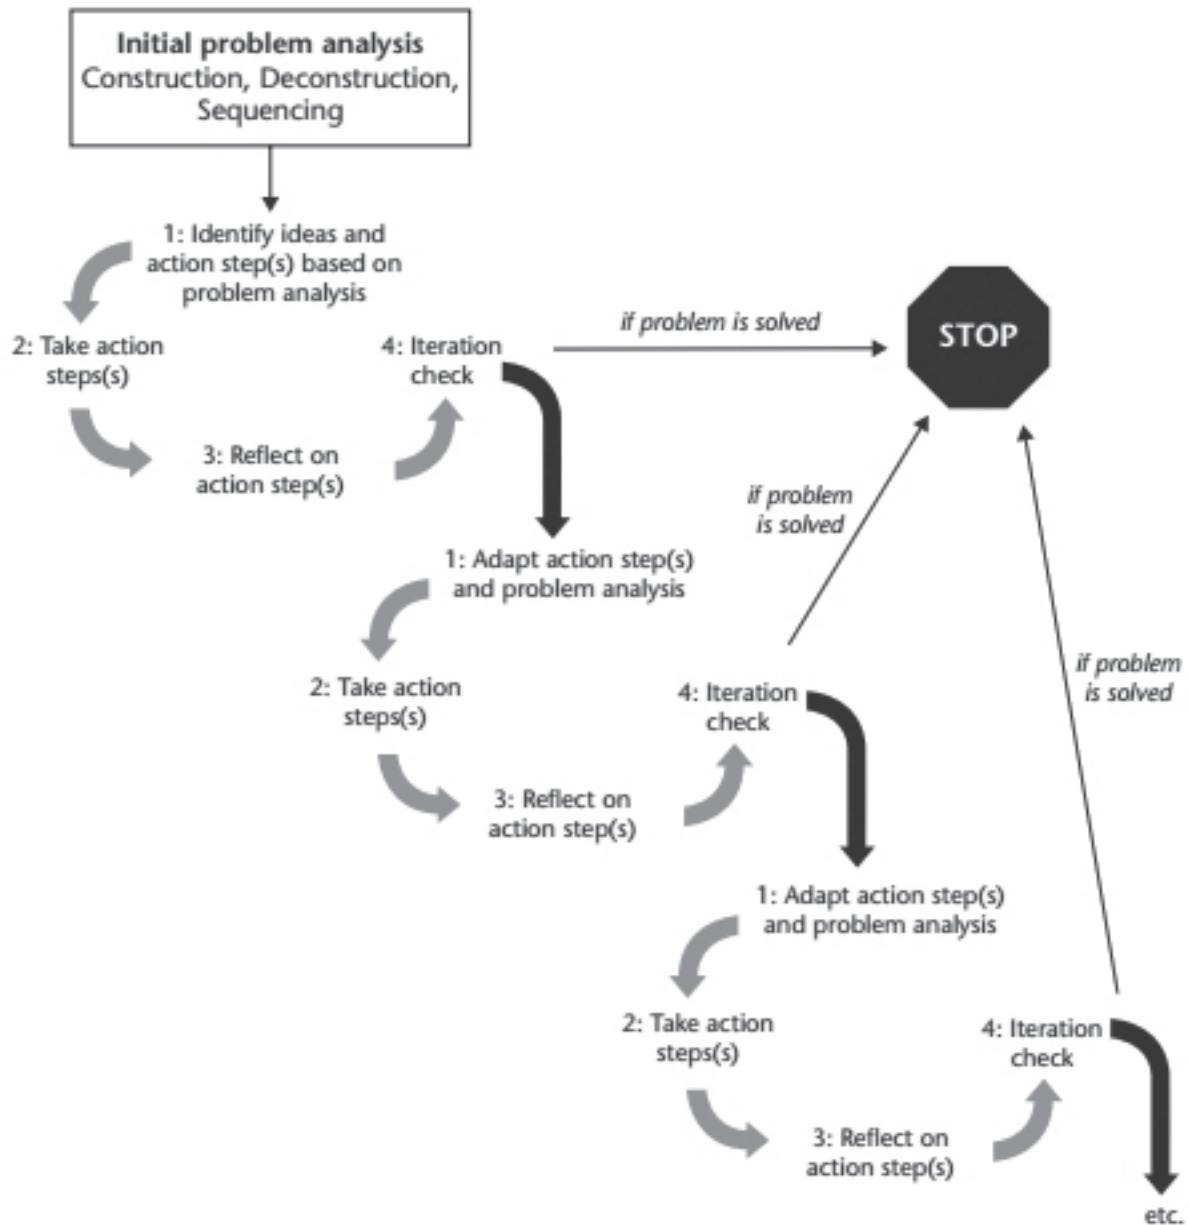 Initial problem analysis
Construction, Deconstruction,
Sequencing
1: Identify ideas and
action step(s) based on
problem analysis
2: Take action
steps(s)
3: Reflect on
action step(s)
4: Iteration
check
if problem is solved
STOP
1: Adapt action step(s)
and problem analysis
2: Take action
steps(s)
3: Reflect on
action step(s)
4: Iteration
check
if problem
is solved
1: Adapt action step(s)
and problem analysis
2: Take action
steps(s)
3: Reflect on
action step(s)
4: Iteration
check
if problem
is solved
etc.